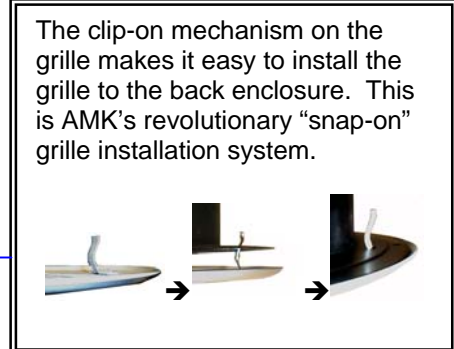 The clip-on mechanism on the
grille makes it easy to install the
grille to the back enclosure.  This
is AMK's revolutionary “snap-on”
grille installation system.